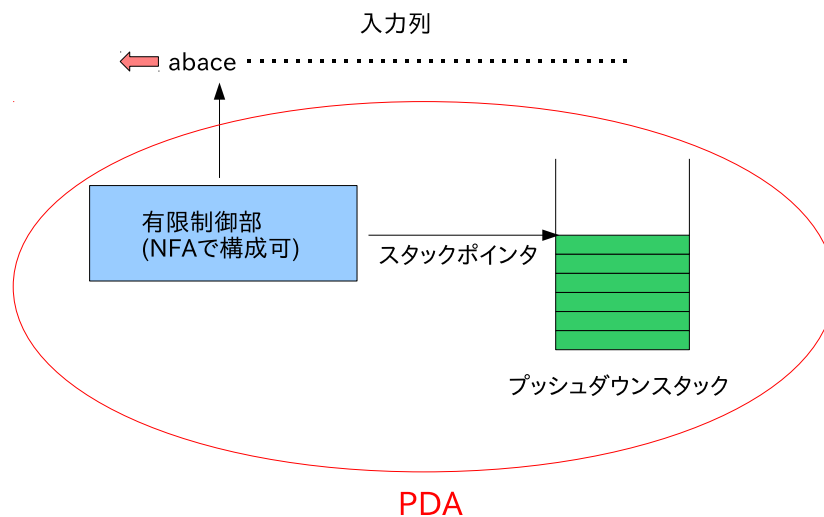 入力列
abace
有限制御部
(NFAで構成可)
スタックポインタ
プッシュダウンスタック
PDA